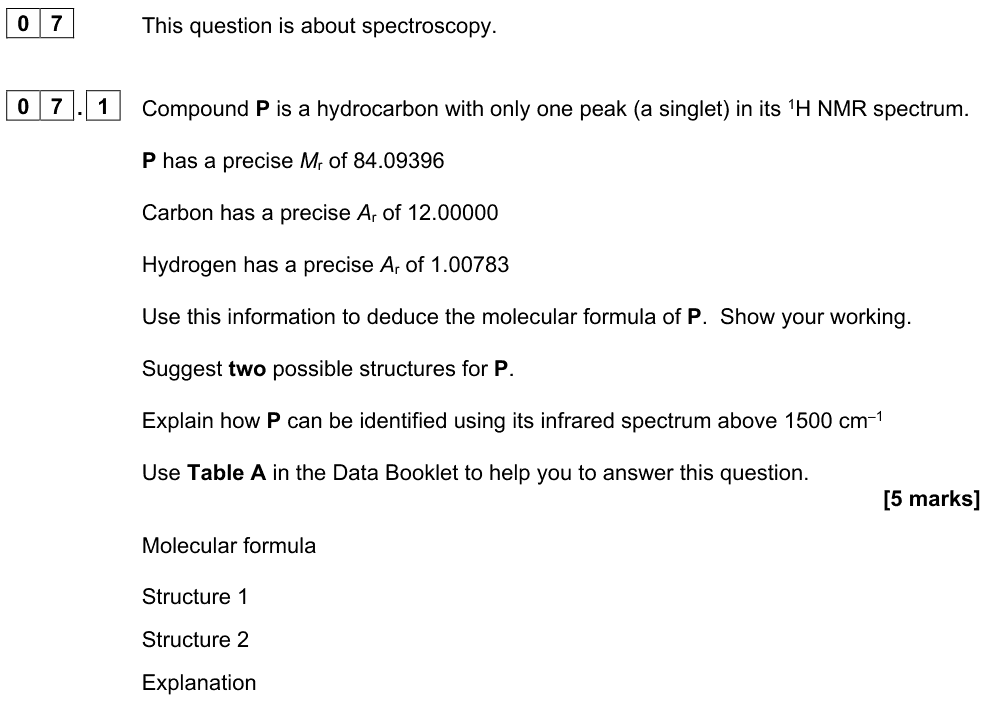 0 7 This question is about spectroscopy.
0 7 . 1 Compound P is a hydrocarbon with only one peak (a singlet) in its ¹H NMR spectrum.
P has a precise Mᵣ of 84.09396
Carbon has a precise Aᵣ of 12.00000
Hydrogen has a precise Aᵣ of 1.00783
Use this information to deduce the molecular formula of P. Show your working.
Suggest two possible structures for P.
Explain how P can be identified using its infrared spectrum above 1500 cm⁻¹
Use Table A in the Data Booklet to help you to answer this question.
[5 marks]
Molecular formula
Structure 1
Structure 2
Explanation